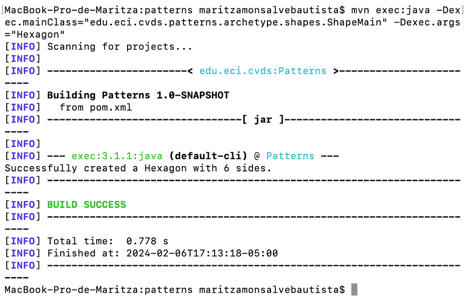 MacBook-Pro-de-Maritza:patterns maritzamonsalvebautista$ mvn exec:java -Dex
ec.mainClass="edu.eci.cvds.patterns.archetype.shapes.ShapeMain" -Dexec.args
="Hexagon"
[INFO] Scanning for projects...
[INFO]
[INFO] -----------------------< edu.eci.cvds:Patterns >---------------------
----
[INFO] Building Patterns 1.0-SNAPSHOT
[INFO]   from pom.xml
[INFO] --------------------------------[ jar ]------------------------------
----
[INFO]
[INFO] --- exec:3.1.1:java (default-cli) @ Patterns ---
Successfully created a Hexagon with 6 sides.
[INFO] --------------------------------------------------------------------
----
[INFO] BUILD SUCCESS
[INFO] --------------------------------------------------------------------
----
[INFO] Total time:  0.778 s
[INFO] Finished at: 2024-02-06T17:13:18-05:00
[INFO] --------------------------------------------------------------------
----
MacBook-Pro-de-Maritza:patterns maritzamonsalvebautista$